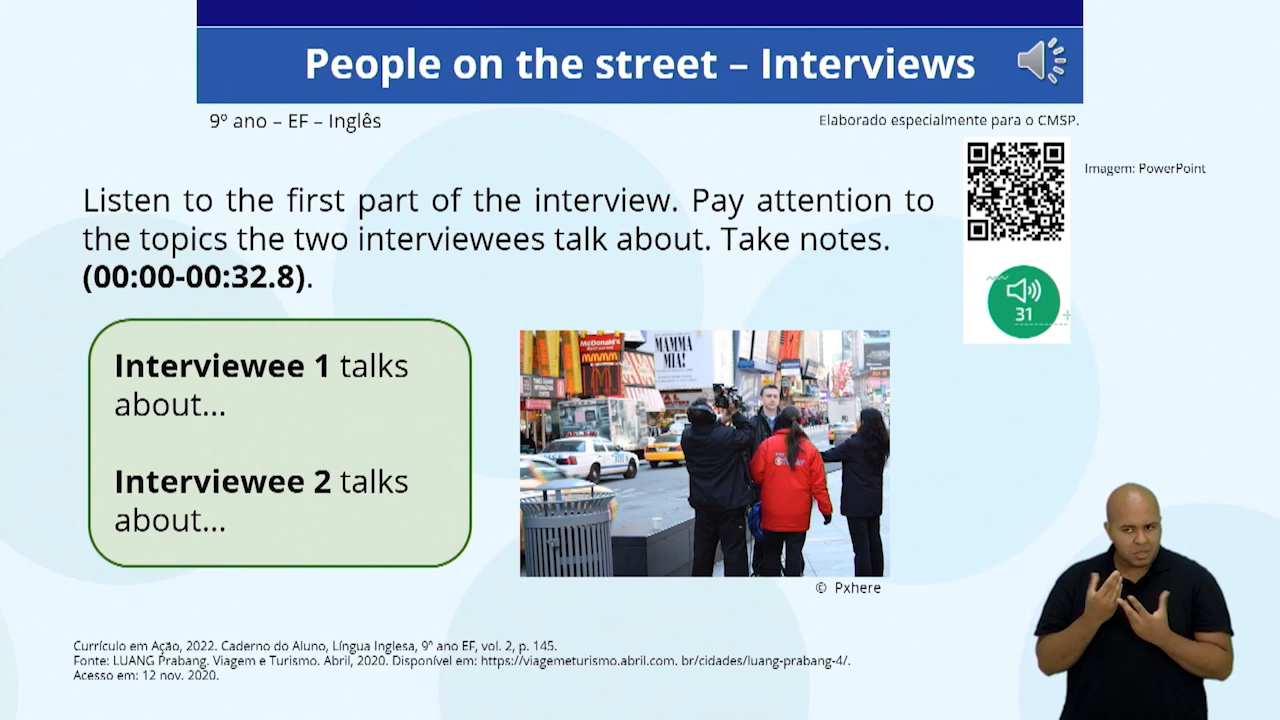 People on the street – Interviews
9º ano – EF – Inglês
Elaborado especialmente para o CMSP.
Imagem: PowerPoint
Listen to the first part of the interview. Pay attention to
the topics the two interviewees talk about. Take notes.
(00:00-00:32.8).
31
Interviewee 1 talks
about...
Interviewee 2 talks
about...
McDonald's
MAMMA
MIA!
© Pxhere
Currículo em Ação, 2022. Caderno do Aluno, Língua Inglesa, 9º ano EF, vol. 2, p. 145.
Fonte: LUANG Prabang. Viagem e Turismo. Abril, 2020. Disponível em: https://viagemeturismo.abril.com. br/cidades/luang-prabang-4/.
Acesso em: 12 nov. 2020.